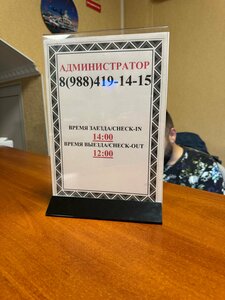 АДМИНИСТРАТОР
8(988)419-14-15
ВРЕМЯ ЗАЕЗДА/CHECK-IN
14:00
ВРЕМЯ ВЫЕЗДА/CHECK-OUT
12:00